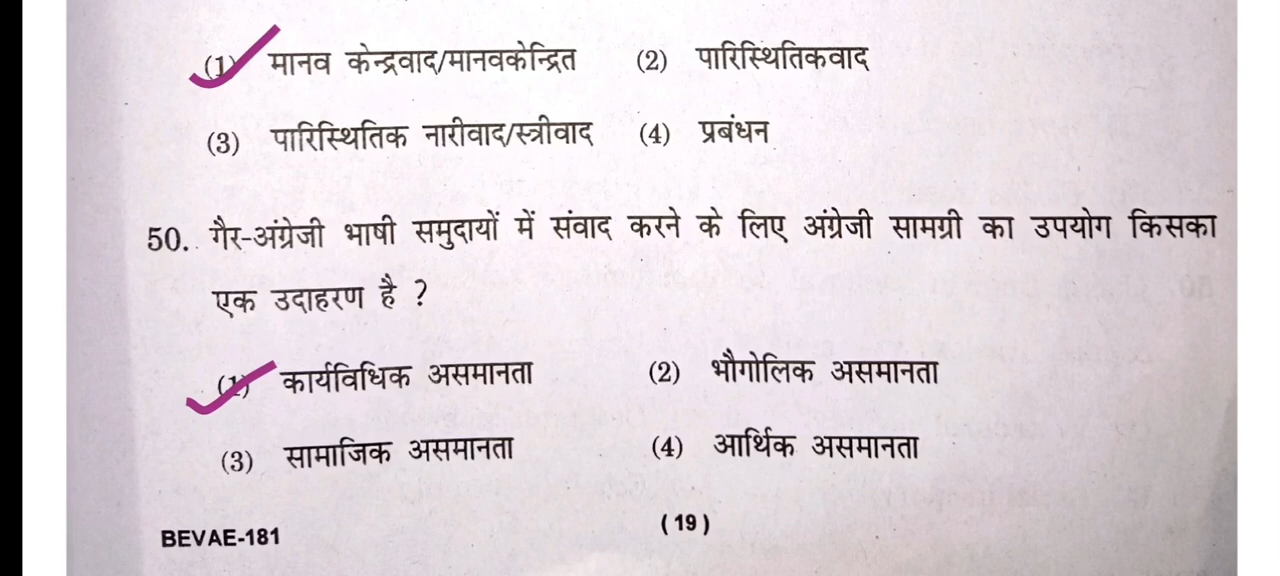 (1) मानव केन्द्रवाद/मानवकेन्द्रित (2) पारिस्थितिकवाद
(3) पारिस्थितिक नारीवाद/स्त्रीवाद (4) प्रबंधन
50. गैर-अंग्रेजी भाषी समुदायों में संवाद करने के लिए अंग्रेजी सामग्री का उपयोग किसका
एक उदाहरण है ?
(1) कार्यविधिक असमानता (2) भौगोलिक असमानता
(3) सामाजिक असमानता (4) आर्थिक असमानता
BEVAE-181 (19)